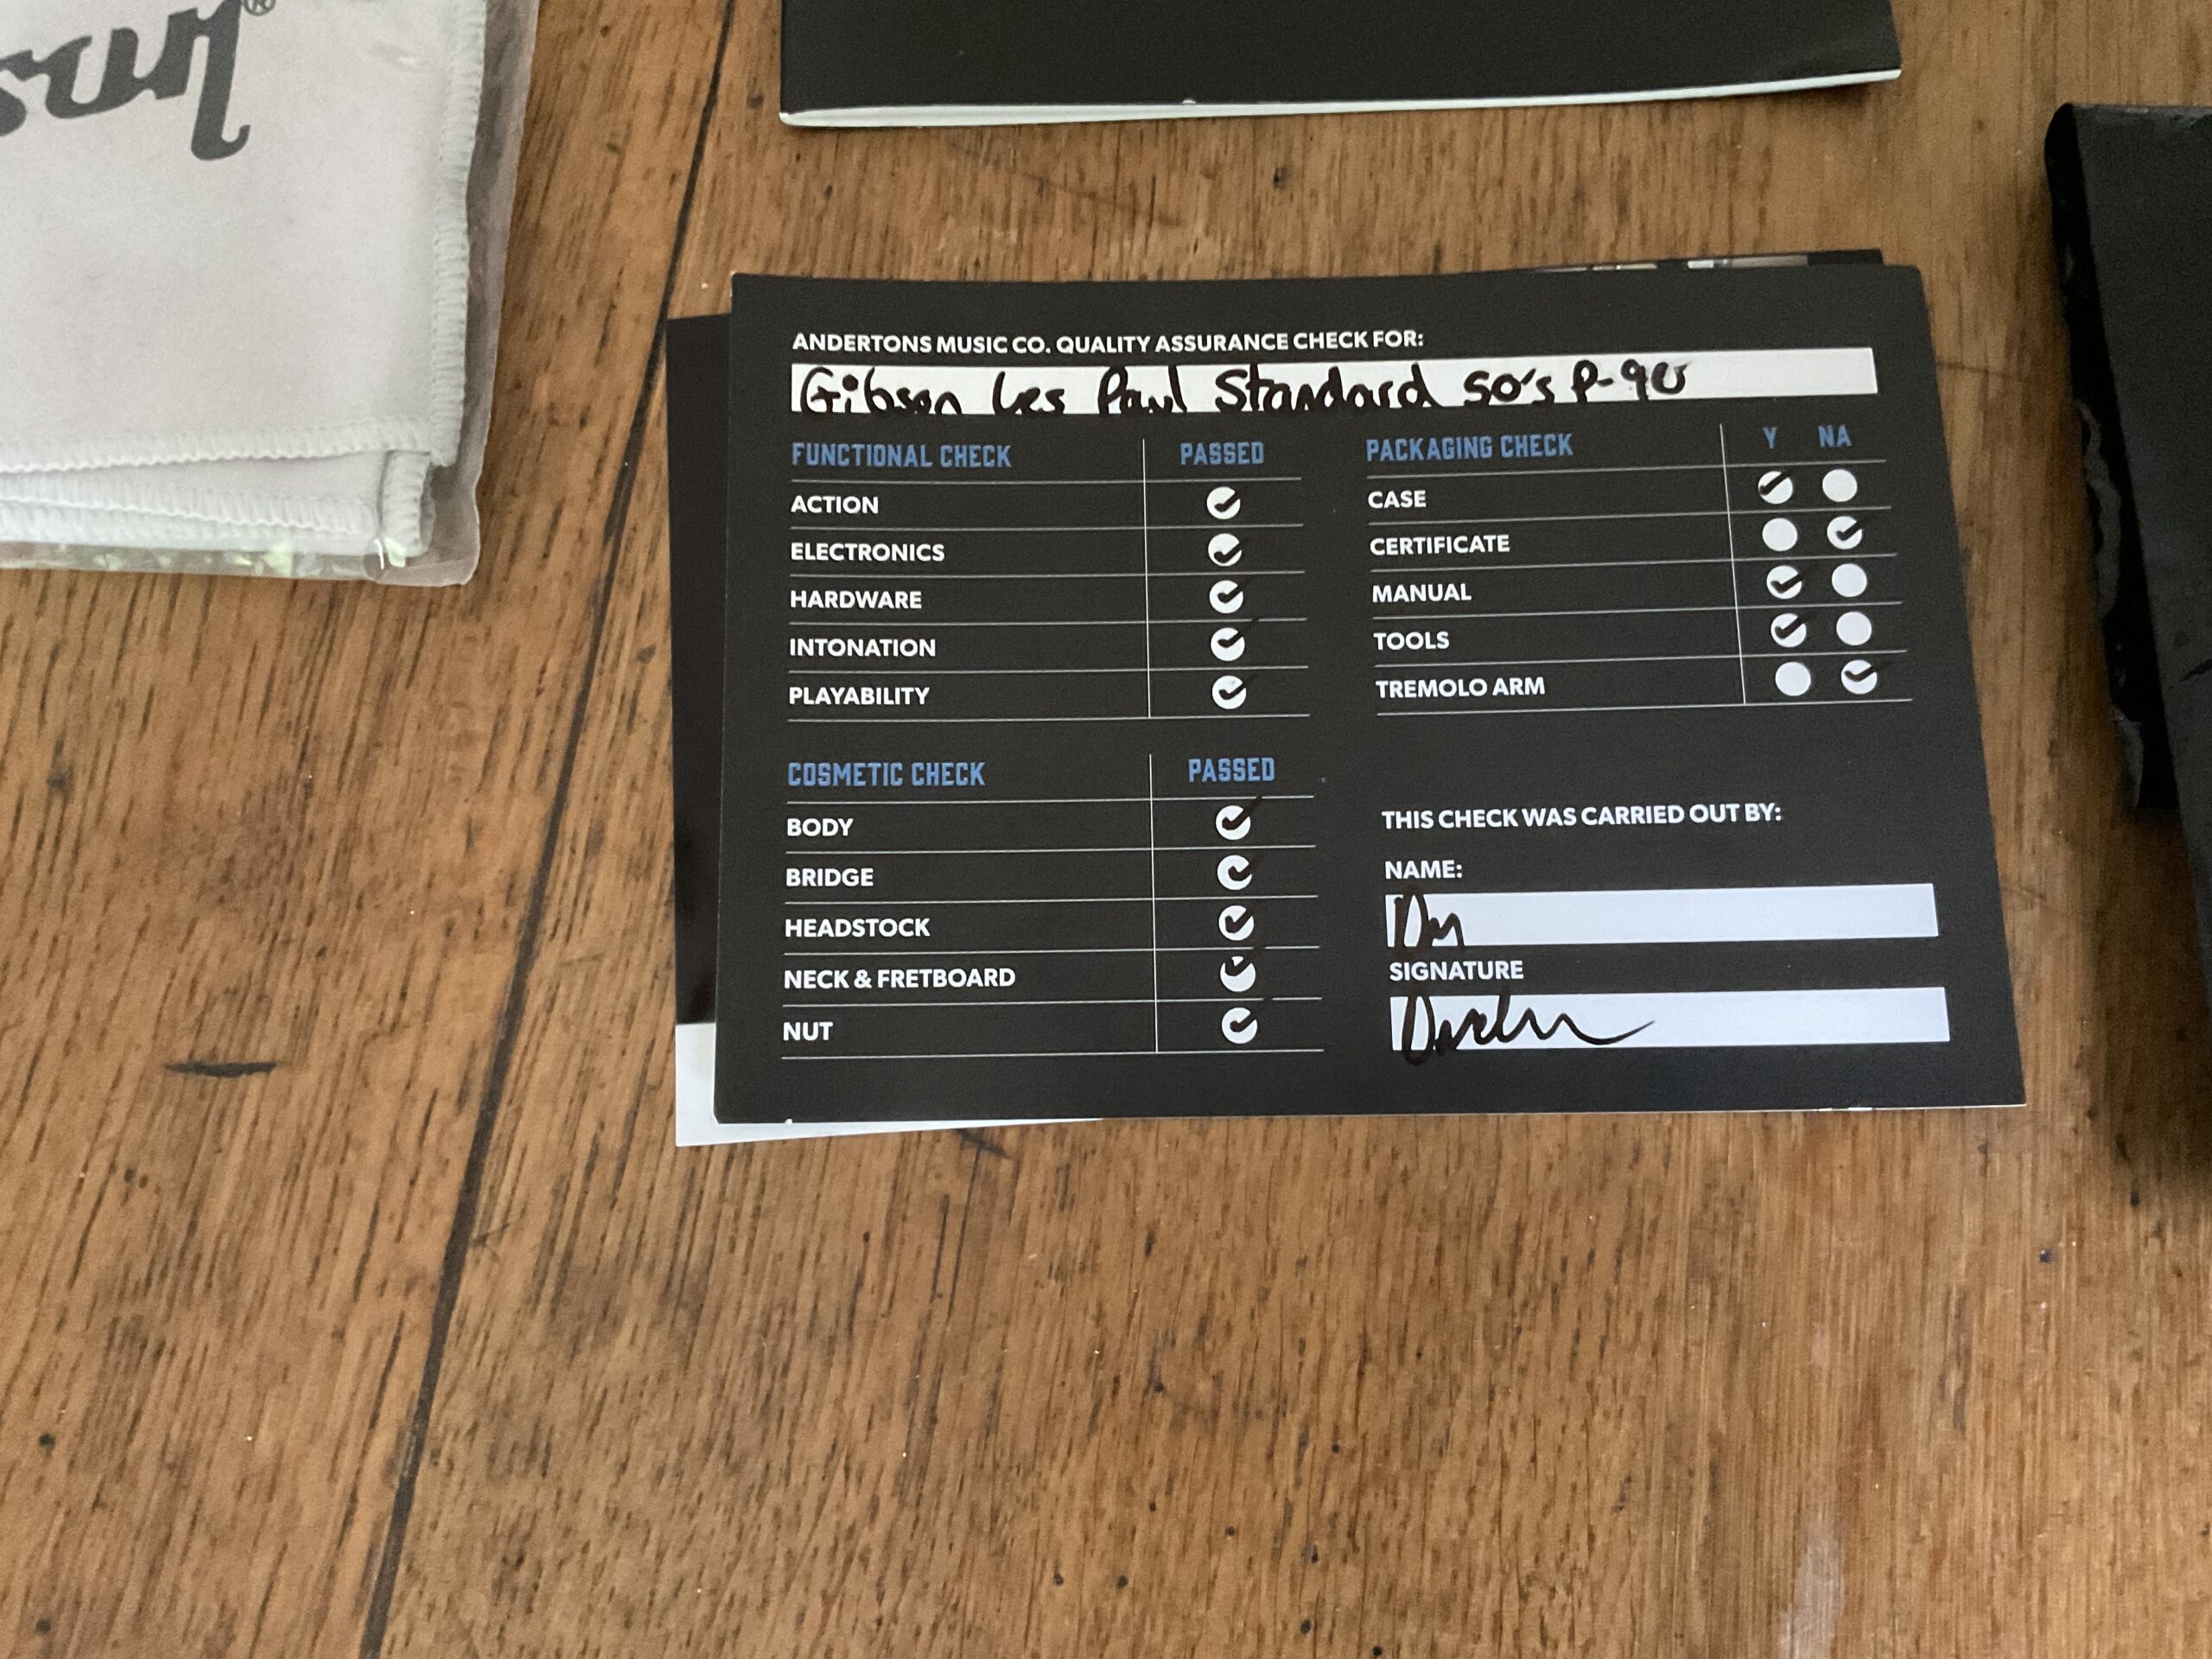 ANDERTONS MUSIC CO. QUALITY ASSURANCE CHECK FOR:
Gibson Les Paul Standard 50's P-90
FUNCTIONAL CHECK PASSED
ACTION
ELECTRONICS
HARDWARE
INTONATION
PLAYABILITY
COSMETIC CHECK PASSED
BODY
BRIDGE
HEADSTOCK
NECK & FRETBOARD
NUT
PACKAGING CHECK Y NA
CASE
CERTIFICATE
MANUAL
TOOLS
TREMOLO ARM
THIS CHECK WAS CARRIED OUT BY:
NAME:
SIGNATURE